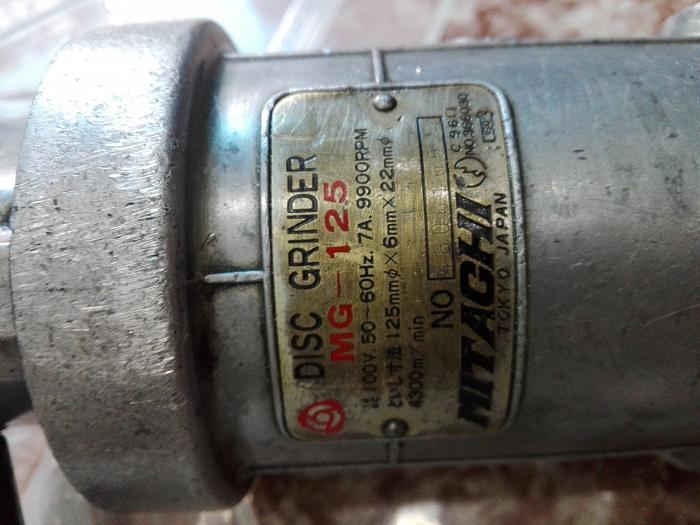 DISC GRINDER
MG-125
100V. 50~60Hz. 7A. 9900RPM
といし寸法 125mmφ×6mm×22mmφ
4300m/min
NO
MITACHI
TOKYO JAPAN